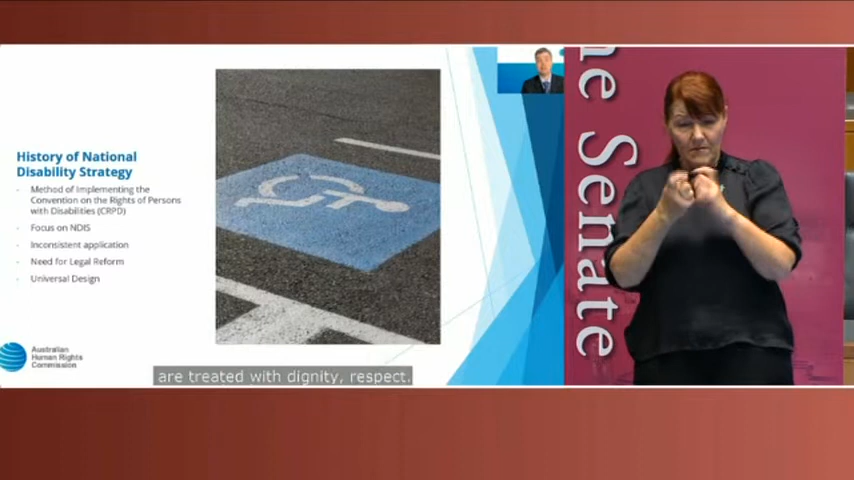 History of National
Disability Strategy
- Method of Implementing the
Convention on the Rights of Persons
with Disabilities (CRPD)
- Focus on NDIS
- Inconsistent application
- Need for Legal Reform
- Universal Design
Australian
Human Rights
Commission
are treated with dignity, respect.
he Senate